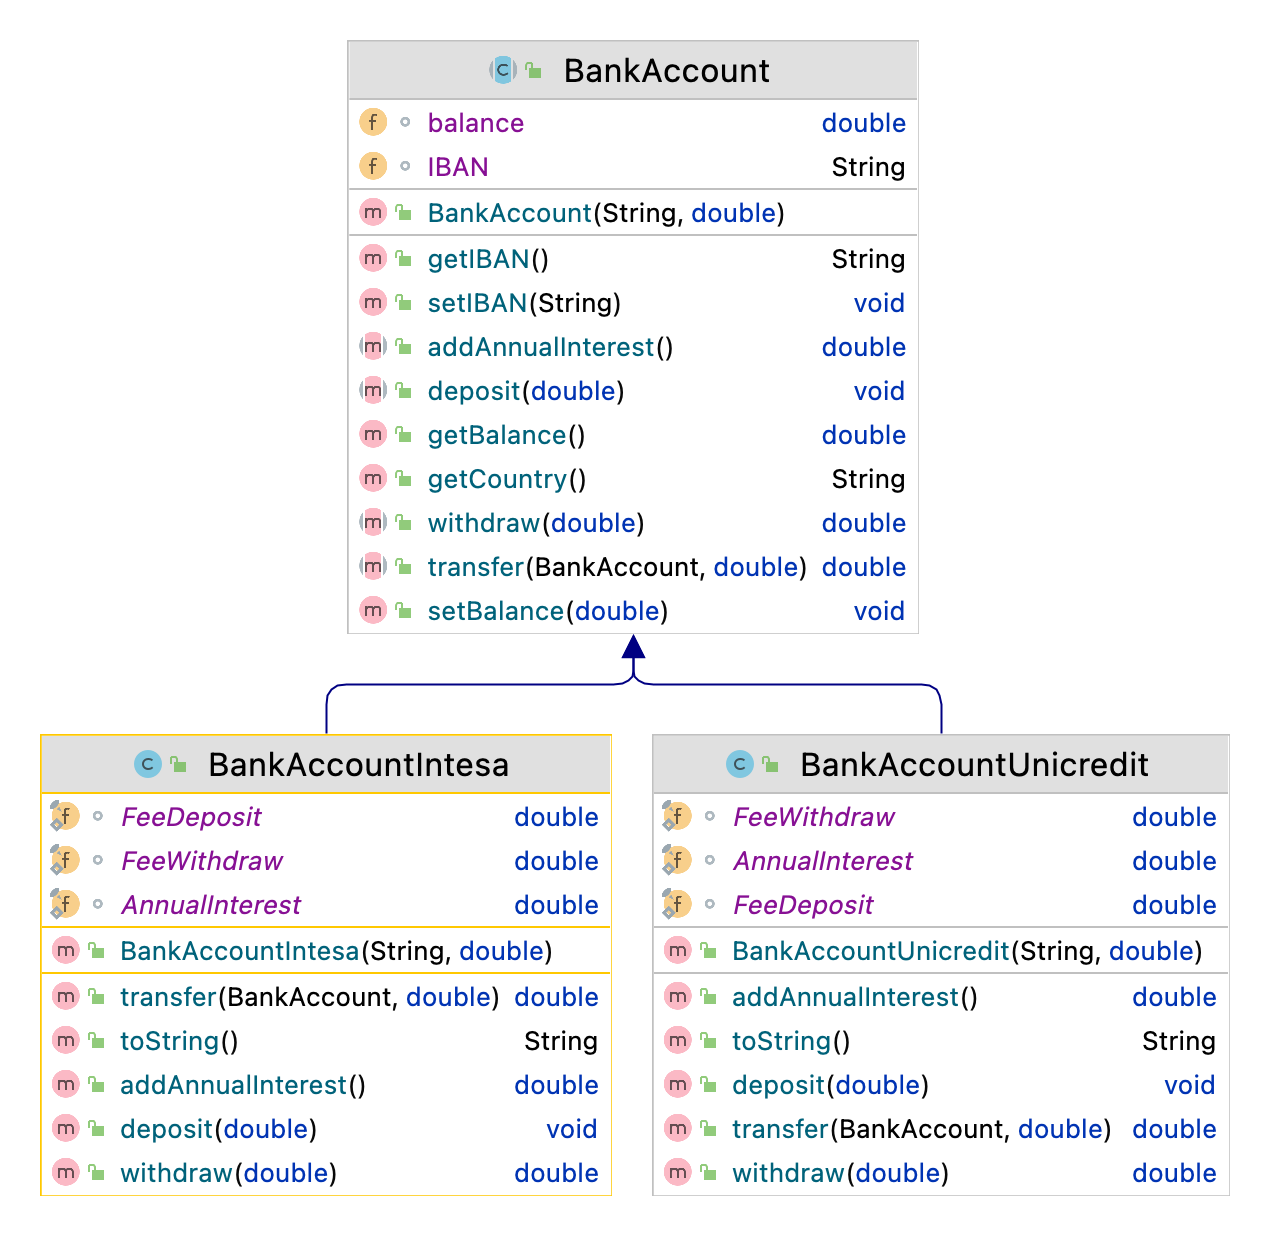 BankAccount
balance double
IBAN String
BankAccount(String, double)
getIBAN() String
setIBAN(String) void
addAnnualInterest() double
deposit(double) void
getBalance() double
getCountry() String
withdraw(double) double
transfer(BankAccount, double) double
setBalance(double) void
BankAccountIntesa
FeeDeposit double
FeeWithdraw double
AnnualInterest double
BankAccountIntesa(String, double)
transfer(BankAccount, double) double
toString() String
addAnnualInterest() double
deposit(double) void
withdraw(double) double
BankAccountUnicredit
FeeWithdraw double
AnnualInterest double
FeeDeposit double
BankAccountUnicredit(String, double)
addAnnualInterest() double
toString() String
deposit(double) void
transfer(BankAccount, double) double
withdraw(double) double